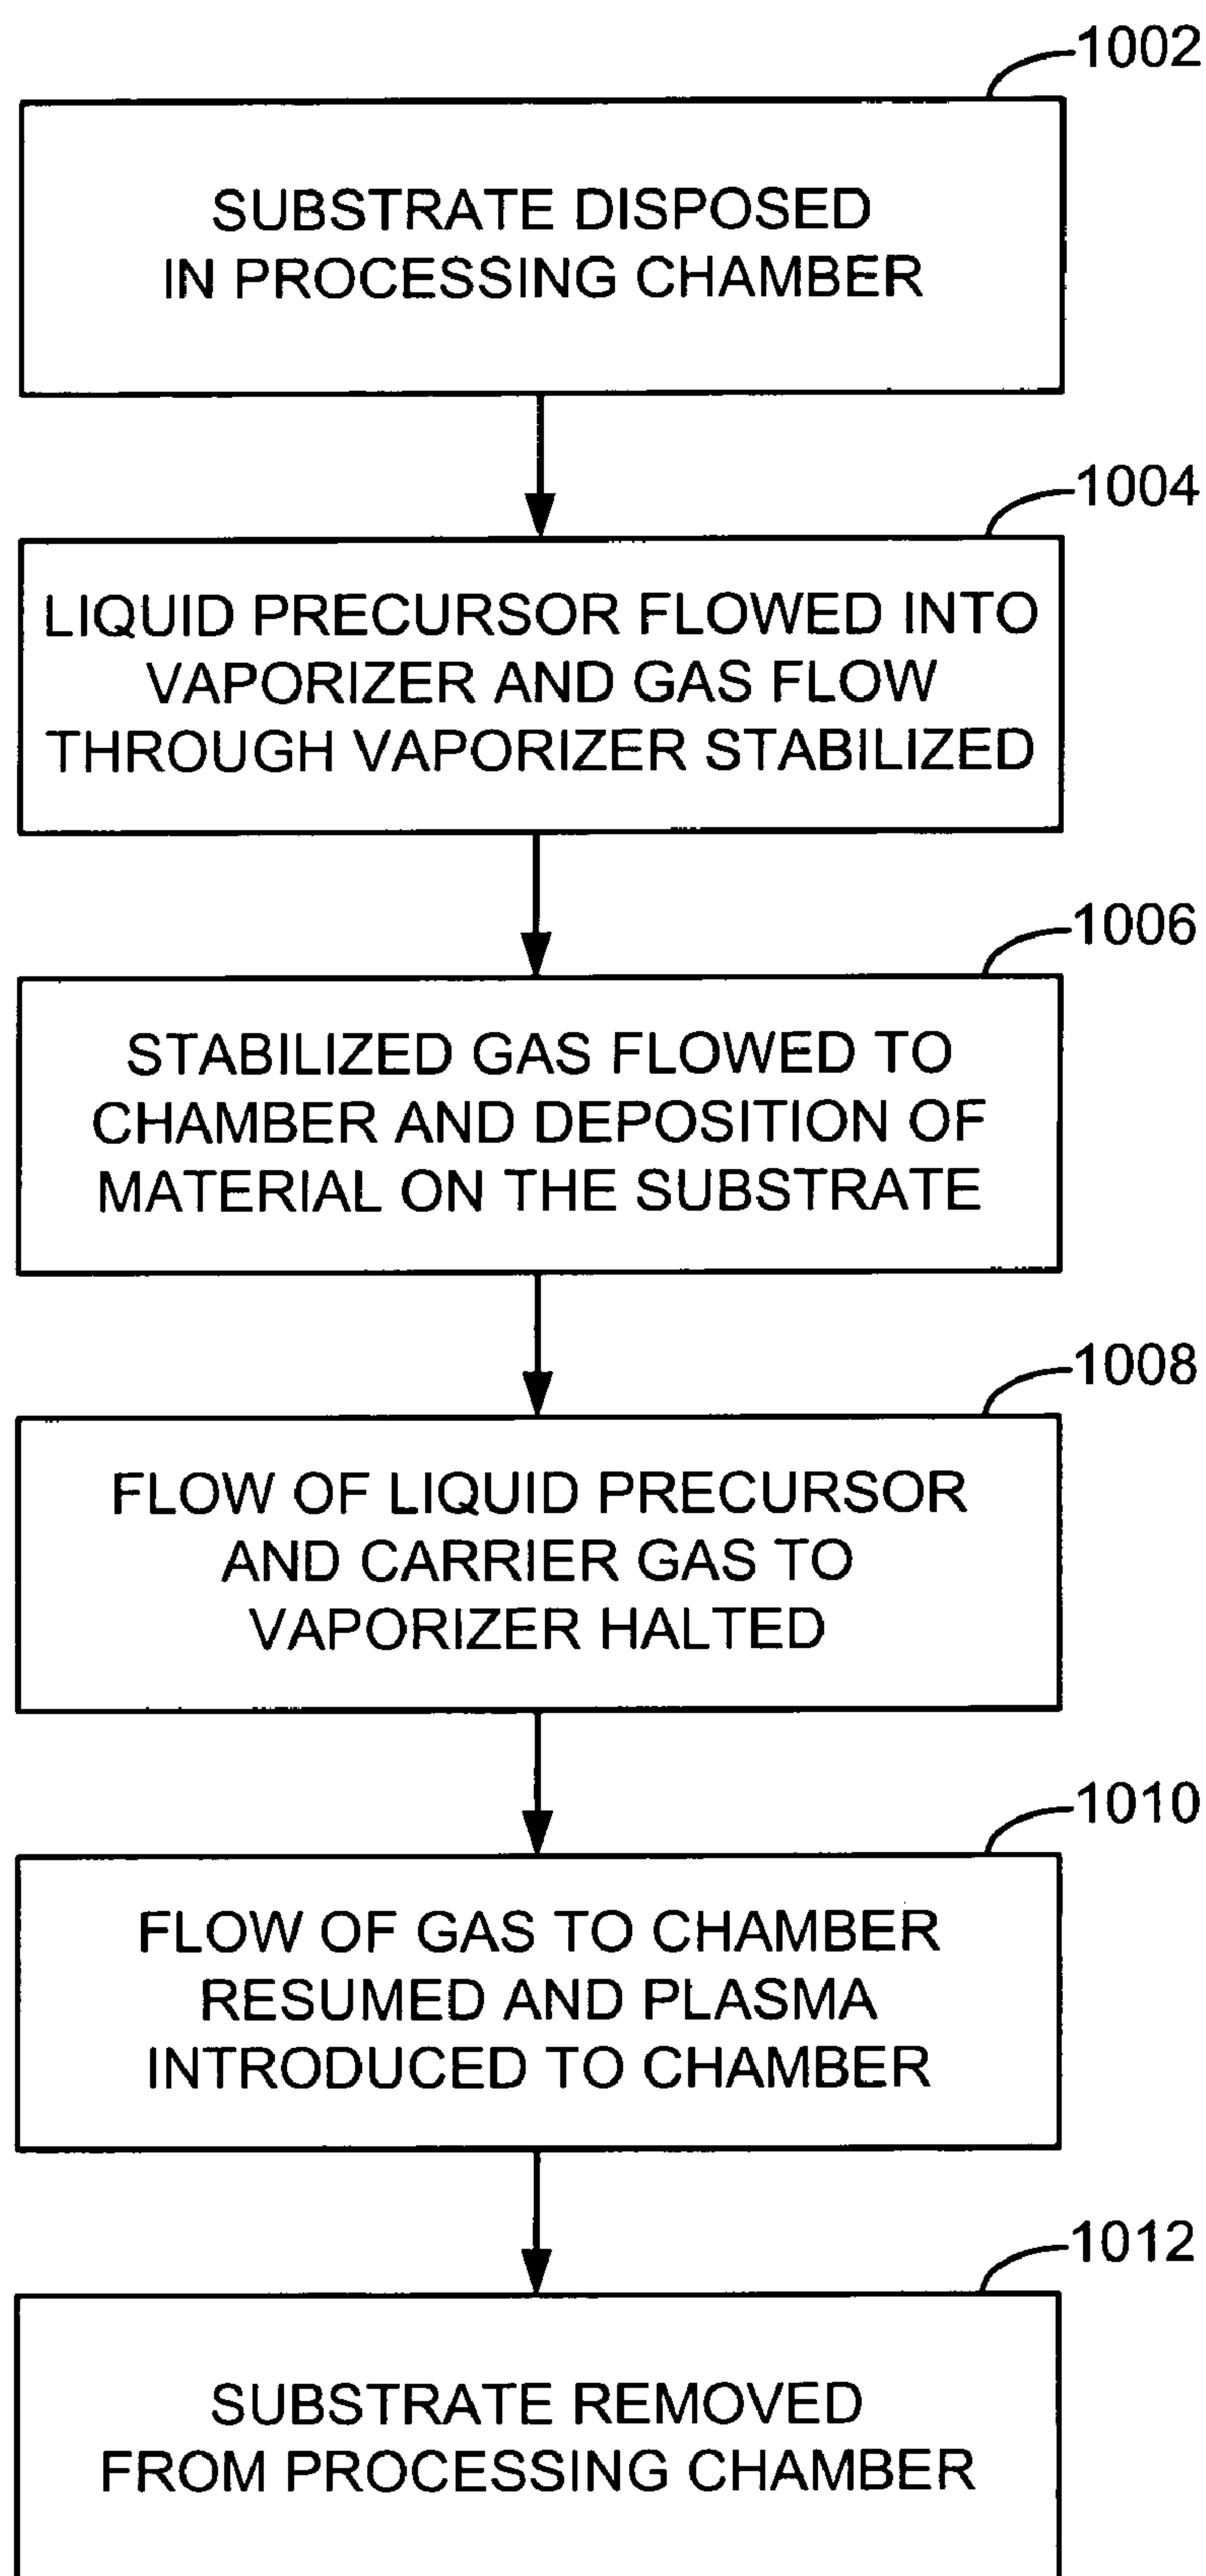 1002
SUBSTRATE DISPOSED
IN PROCESSING CHAMBER
1004
LIQUID PRECURSOR FLOWED INTO
VAPORIZER AND GAS FLOW
THROUGH VAPORIZER STABILIZED
1006
STABILIZED GAS FLOWED TO
CHAMBER AND DEPOSITION OF
MATERIAL ON THE SUBSTRATE
1008
FLOW OF LIQUID PRECURSOR
AND CARRIER GAS TO
VAPORIZER HALTED
1010
FLOW OF GAS TO CHAMBER
RESUMED AND PLASMA
INTRODUCED TO CHAMBER
1012
SUBSTRATE REMOVED
FROM PROCESSING CHAMBER